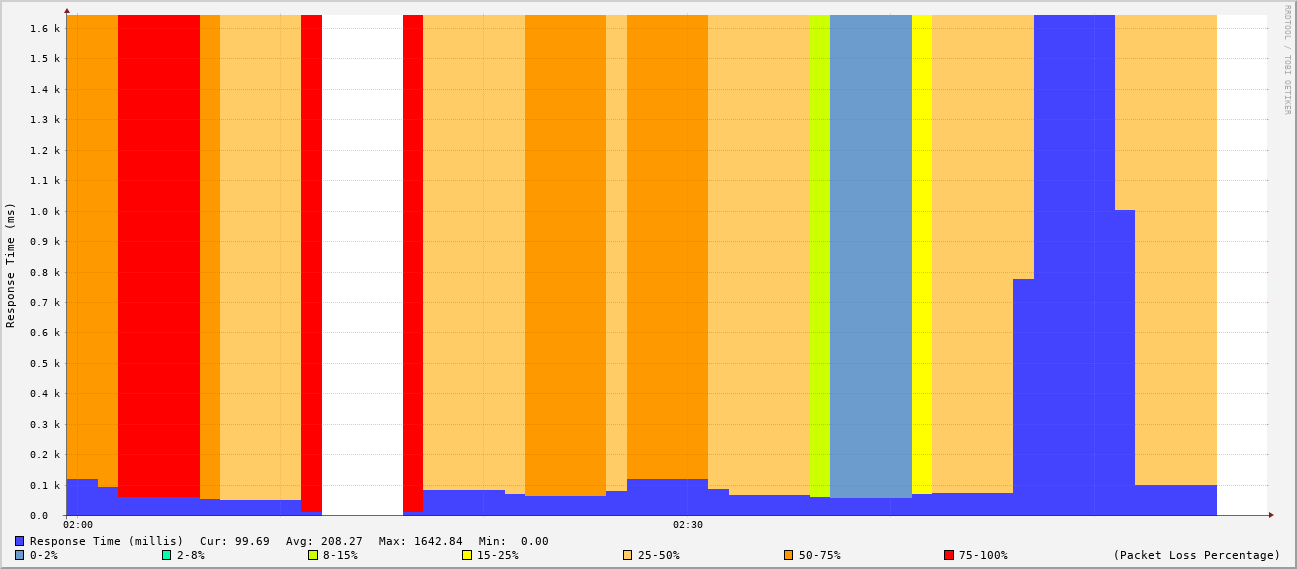 RRDTOOL / TOBI OETIKER
Response Time (ms)
1.6 k
1.5 k
1.4 k
1.3 k
1.2 k
1.1 k
1.0 k
0.9 k
0.8 k
0.7 k
0.6 k
0.5 k
0.4 k
0.3 k
0.2 k
0.1 k
0.0
02:00 02:30
Response Time (millis) Cur: 99.69 Avg: 208.27 Max: 1642.84 Min: 0.00
0-2% 2-8% 8-15% 15-25% 25-50% 50-75% 75-100% (Packet Loss Percentage)